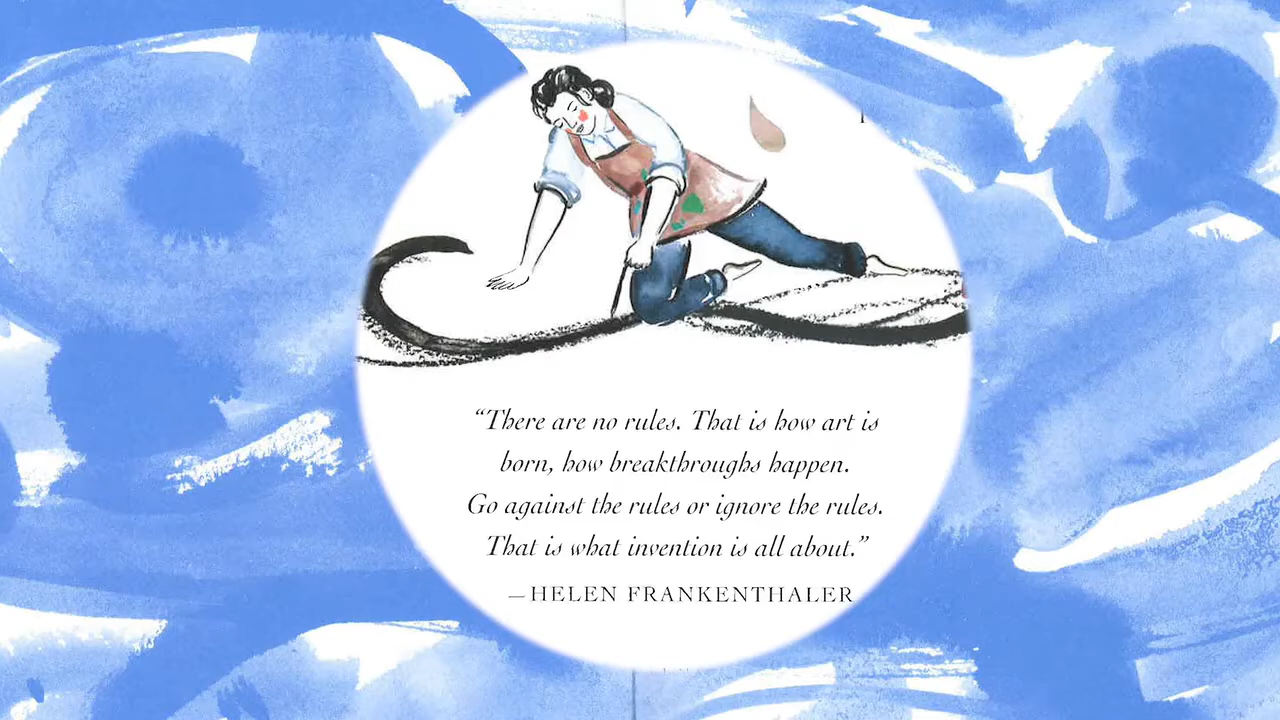 “There are no rules. That is how art is
born, how breakthroughs happen.
Go against the rules or ignore the rules.
That is what invention is all about.”
—HELEN FRANKENTHALER